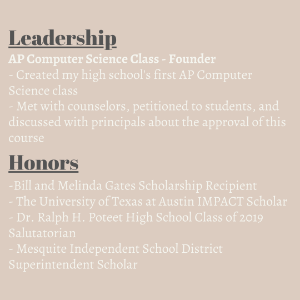 Leadership
AP Computer Science Class - Founder
- Created my high school's first AP Computer
Science class
- Met with counselors, petitioned to students, and
discussed with principals about the approval of this
course
Honors
-Bill and Melinda Gates Scholarship Recipient
- The University of Texas at Austin IMPACT Scholar
- Dr. Ralph H. Poteet High School Class of 2019
Salutatorian
- Mesquite Independent School District
Superintendent Scholar